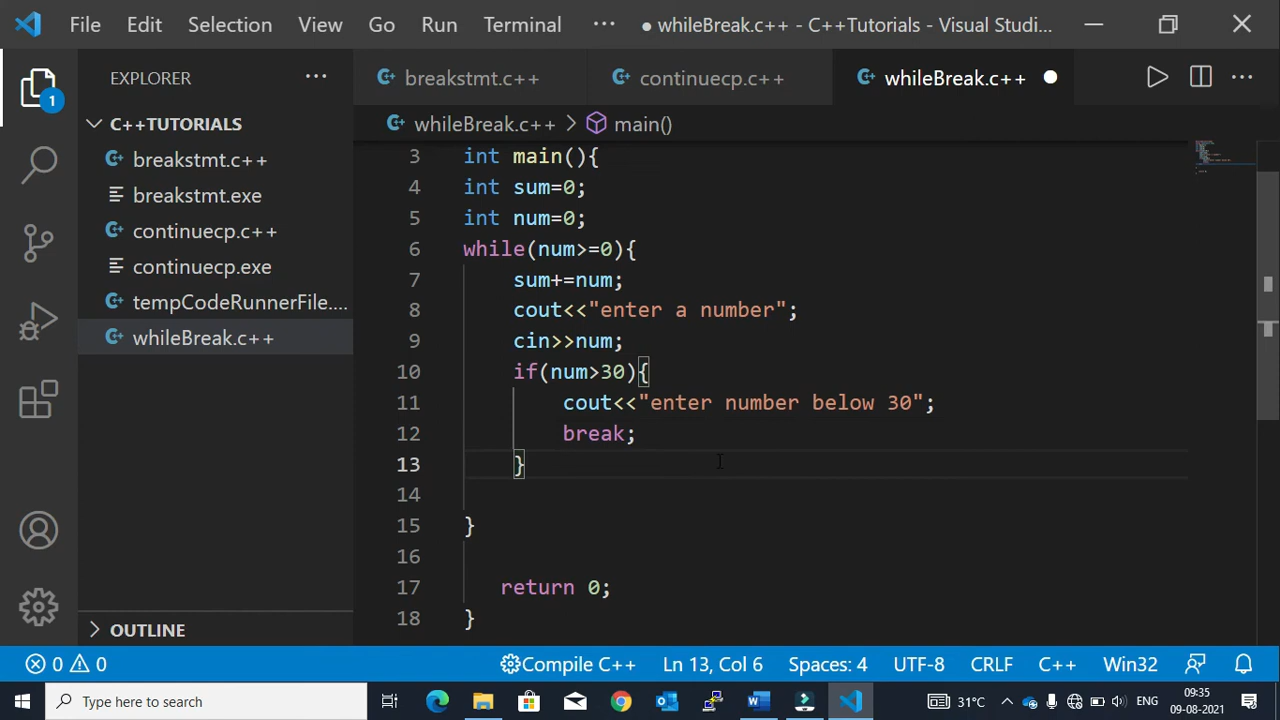 File Edit Selection View Go Run Terminal ··· ● whileBreak.c++ - C++Tutorials - Visual Studi...
EXPLORER ···
breakstmt.c++ continuecp.c++ whileBreak.c++ ● ···
C++TUTORIALS
whileBreak.c++ > main()
breakstmt.c++
breakstmt.exe
continuecp.c++
continuecp.exe
tempCodeRunnerFile....
whileBreak.c++
1
3 int main(){
4 int sum=0;
5 int num=0;
6 while(num>=0){
7 sum+=num;
8 cout<<"enter a number";
9 cin>>num;
10 if(num>30){
11 cout<<"enter number below 30";
12 break;
13 }
14
15 }
16
17 return 0;
18 }
OUTLINE
0 0 Compile C++ Ln 13, Col 6 Spaces: 4 UTF-8 CRLF C++ Win32
Type here to search 31°C ENG 09:35
09-08-2021